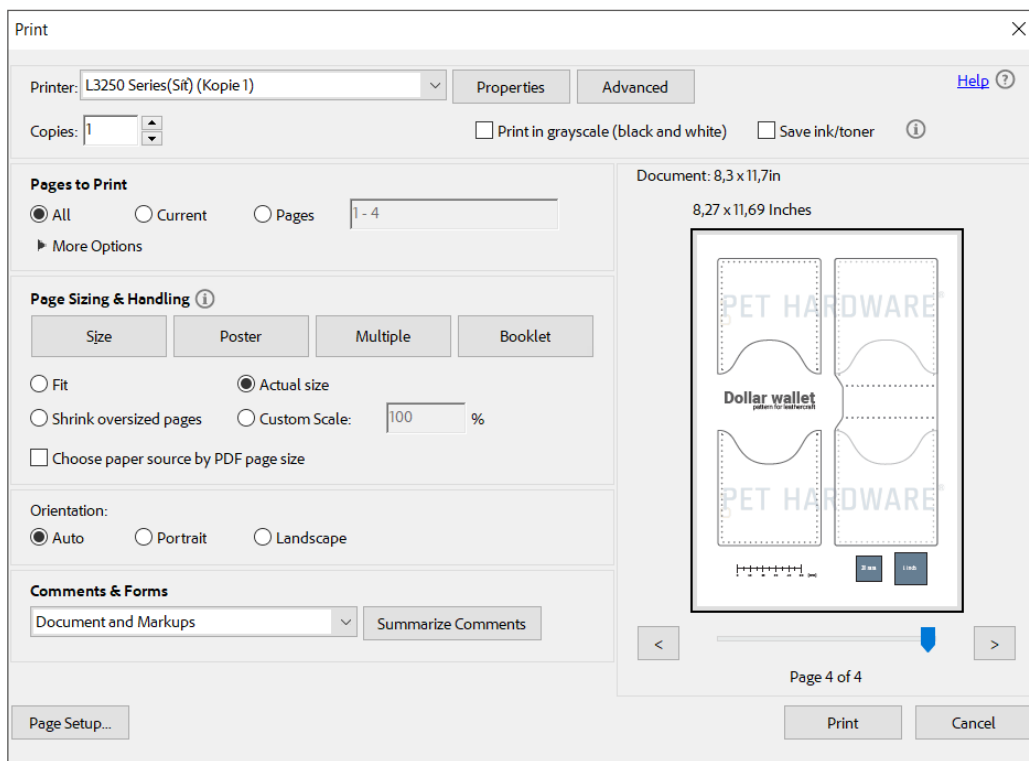 Print
Printer: L3250 Series(Síť) (Kopie 1) Properties Advanced Help
Copies: 1 Print in grayscale (black and white) Save ink/toner
Pages to Print
All Current Pages 1 - 4
More Options
Page Sizing & Handling
Size Poster Multiple Booklet
Fit Actual size
Shrink oversized pages Custom Scale: 100 %
Choose paper source by PDF page size
Orientation:
Auto Portrait Landscape
Comments & Forms
Document and Markups Summarize Comments
Document: 8,3 x 11,7in
8,27 x 11,69 Inches
PET HARDWARE®
Dollar wallet
pattern for leathercraft
PET HARDWARE®
1 inch
< >
Page 4 of 4
Page Setup... Print Cancel